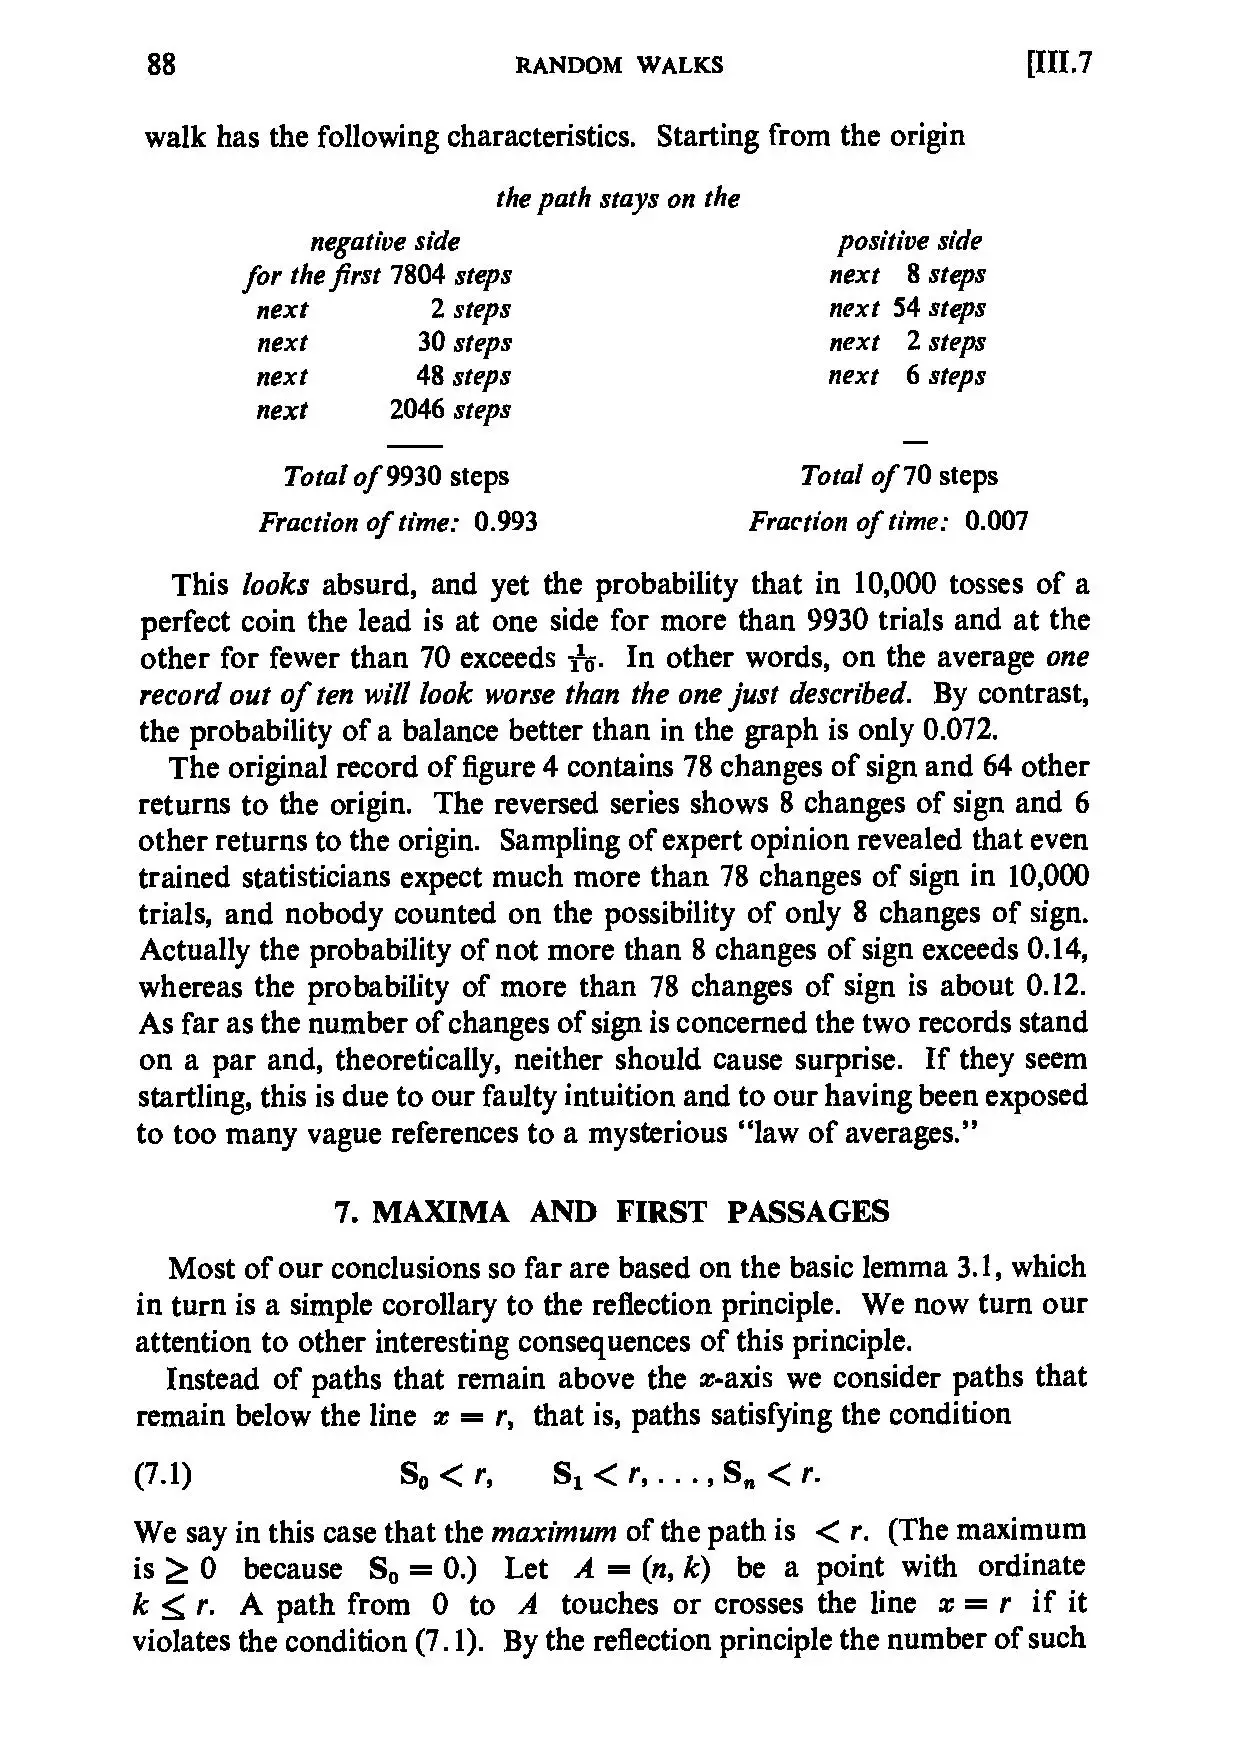 88 RANDOM WALKS [III.7
walk has the following characteristics. Starting from the origin
the path stays on the
negative side positive side
for the first 7804 steps next 8 steps
next 2 steps next 54 steps
next 30 steps next 2 steps
next 48 steps next 6 steps
next 2046 steps
Total of 9930 steps Total of 70 steps
Fraction of time: 0.993 Fraction of time: 0.007
This looks absurd, and yet the probability that in 10,000 tosses of a
perfect coin the lead is at one side for more than 9930 trials and at the
other for fewer than 70 exceeds 1/10. In other words, on the average one
record out of ten will look worse than the one just described. By contrast,
the probability of a balance better than in the graph is only 0.072.
The original record of figure 4 contains 78 changes of sign and 64 other
returns to the origin. The reversed series shows 8 changes of sign and 6
other returns to the origin. Sampling of expert opinion revealed that even
trained statisticians expect much more than 78 changes of sign in 10,000
trials, and nobody counted on the possibility of only 8 changes of sign.
Actually the probability of not more than 8 changes of sign exceeds 0.14,
whereas the probability of more than 78 changes of sign is about 0.12.
As far as the number of changes of sign is concerned the two records stand
on a par and, theoretically, neither should cause surprise. If they seem
startling, this is due to our faulty intuition and to our having been exposed
to too many vague references to a mysterious “law of averages.”
7. MAXIMA AND FIRST PASSAGES
Most of our conclusions so far are based on the basic lemma 3.1, which
in turn is a simple corollary to the reflection principle. We now turn our
attention to other interesting consequences of this principle.
Instead of paths that remain above the x-axis we consider paths that
remain below the line x = r, that is, paths satisfying the condition
(7.1) S₀ < r, S₁ < r, . . . , Sₙ < r.
We say in this case that the maximum of the path is < r. (The maximum
is ≥ 0 because S₀ = 0.) Let A = (n, k) be a point with ordinate
k ≤ r. A path from 0 to A touches or crosses the line x = r if it
violates the condition (7.1). By the reflection principle the number of such